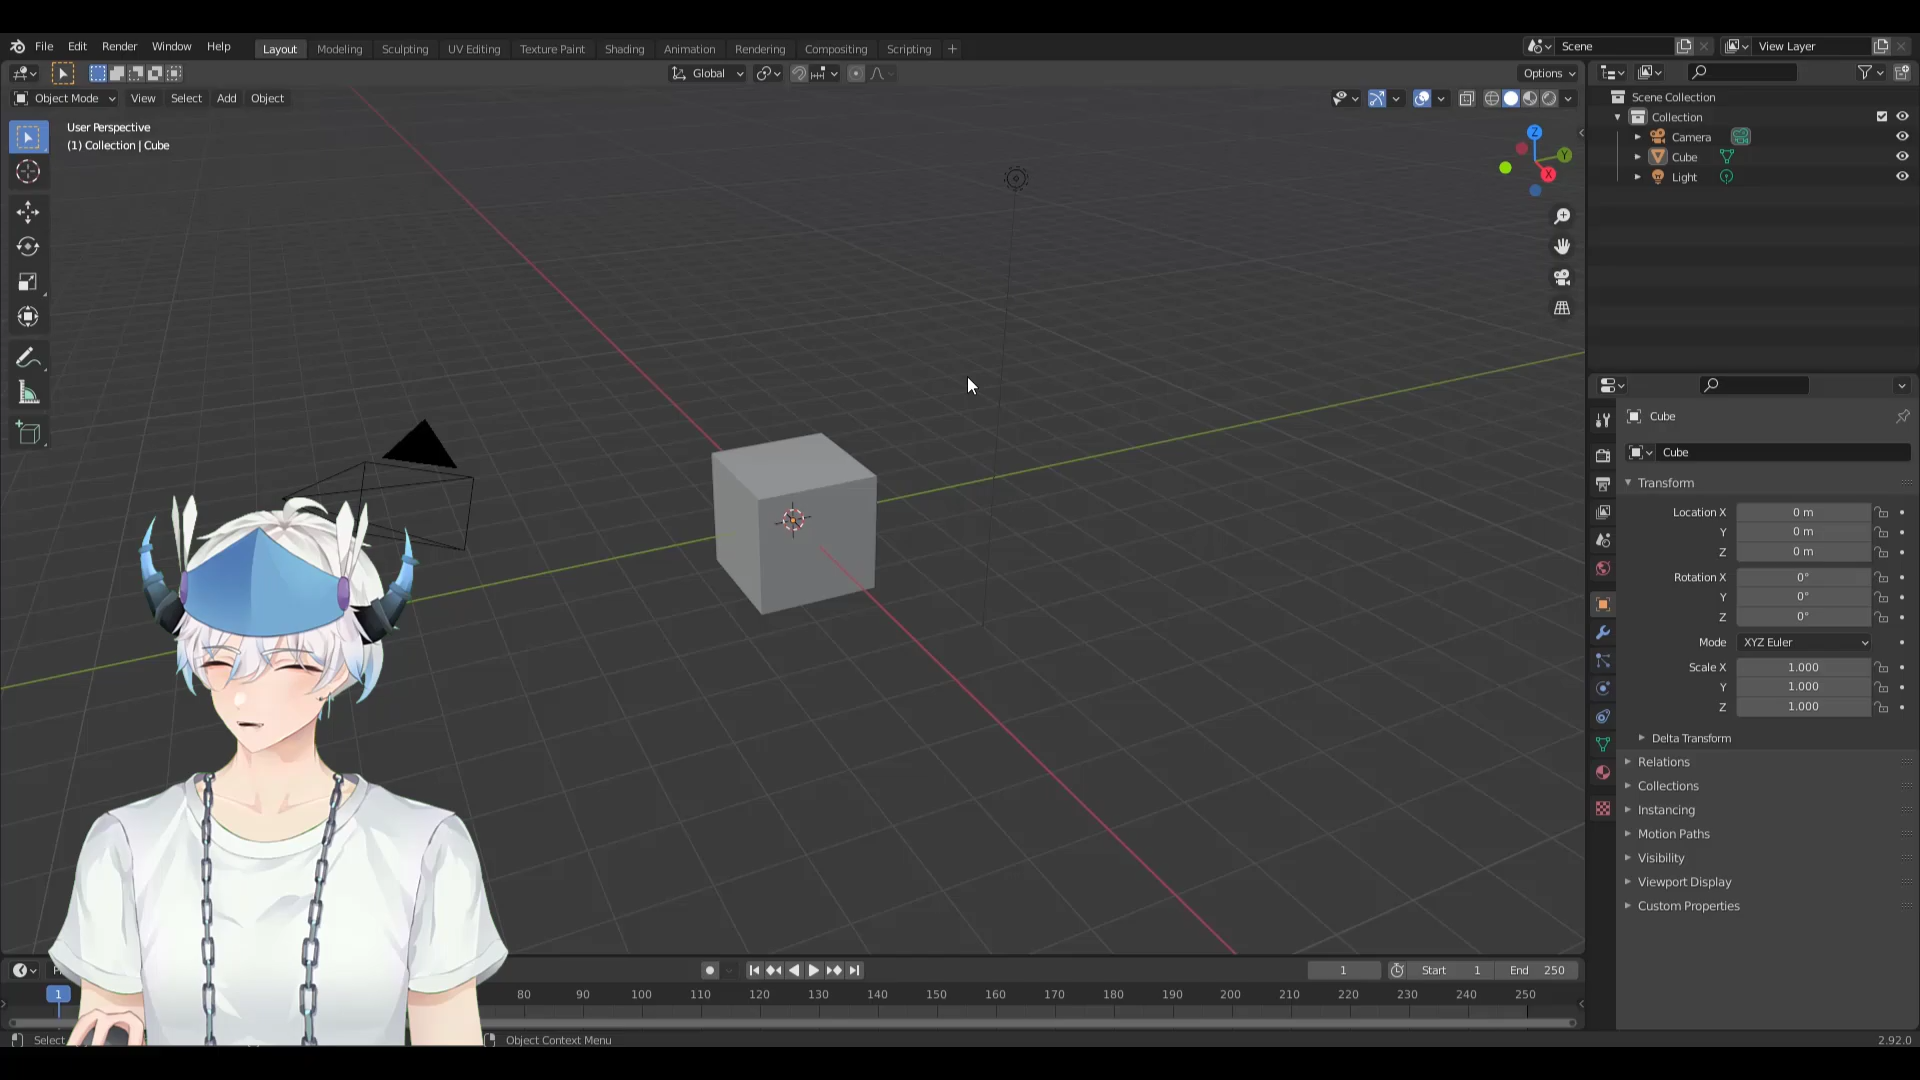 File Edit Render Window Help Layout Modeling Sculpting UV Editing Texture Paint Shading Animation Rendering Compositing Scripting + Scene View Layer
Global Options
Object Mode View Select Add Object
User Perspective
(1) Collection | Cube
Z
Y
X
Scene Collection
Collection
Camera
Cube
Light
Cube
Cube
Transform
Location X 0 m
Y 0 m
Z 0 m
Rotation X 0°
Y 0°
Z 0°
Mode XYZ Euler
Scale X 1.000
Y 1.000
Z 1.000
Delta Transform
Relations
Collections
Instancing
Motion Paths
Visibility
Viewport Display
Custom Properties
1 Start 1 End 250
1 80 90 100 110 120 130 140 150 160 170 180 190 200 210 220 230 240 250
Select Object Context Menu 2.92.0